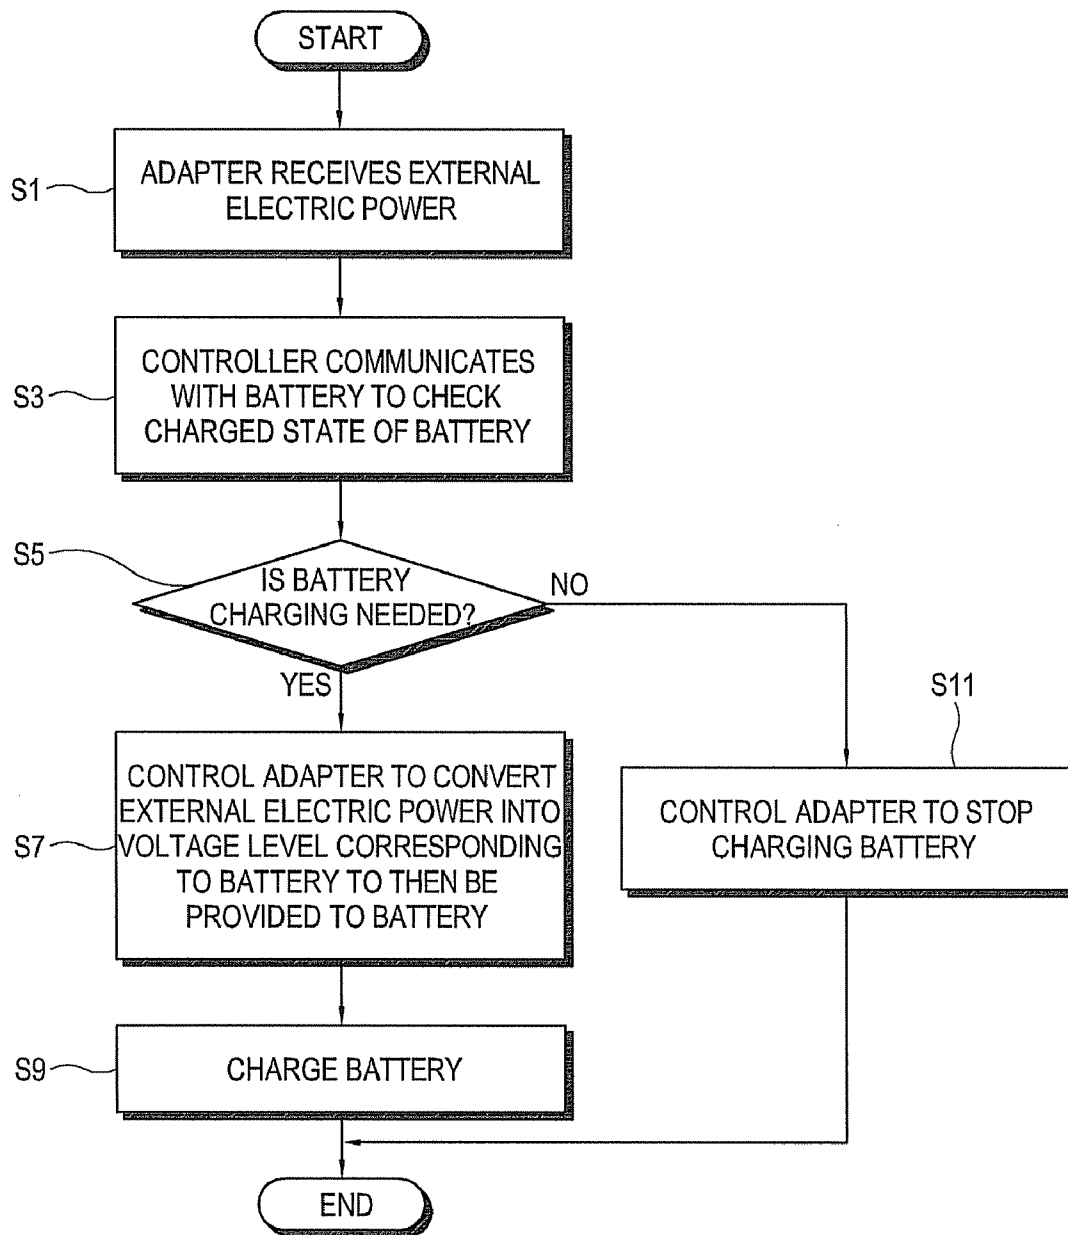 START
S1
ADAPTER RECEIVES EXTERNAL
ELECTRIC POWER
S3
CONTROLLER COMMUNICATES
WITH BATTERY TO CHECK
CHARGED STATE OF BATTERY
S5
IS BATTERY
CHARGING NEEDED?
NO
YES
S7
CONTROL ADAPTER TO CONVERT
EXTERNAL ELECTRIC POWER INTO
VOLTAGE LEVEL CORRESPONDING
TO BATTERY TO THEN BE
PROVIDED TO BATTERY
S11
CONTROL ADAPTER TO STOP
CHARGING BATTERY
S9
CHARGE BATTERY
END